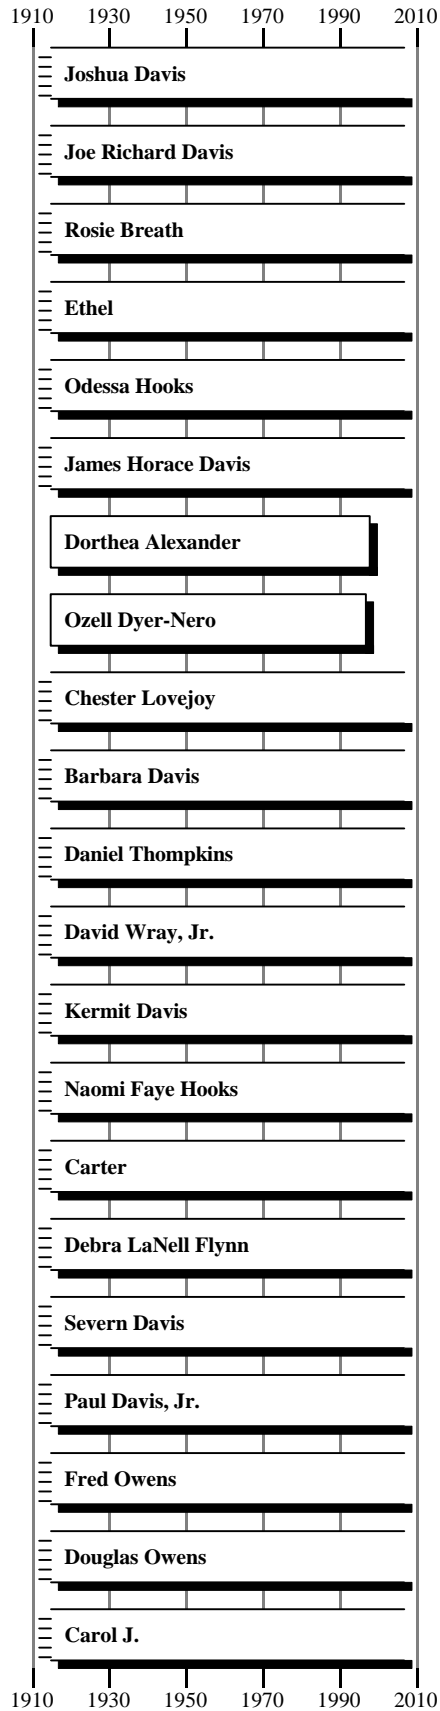 1910 1930 1950 1970 1990 2010
Joshua Davis
Joe Richard Davis
Rosie Breath
Ethel
Odessa Hooks
James Horace Davis
Dorthea Alexander
Ozell Dyer-Nero
Chester Lovejoy
Barbara Davis
Daniel Thompkins
David Wray, Jr.
Kermit Davis
Naomi Faye Hooks
Carter
Debra LaNell Flynn
Severn Davis
Paul Davis, Jr.
Fred Owens
Douglas Owens
Carol J.
1910 1930 1950 1970 1990 2010